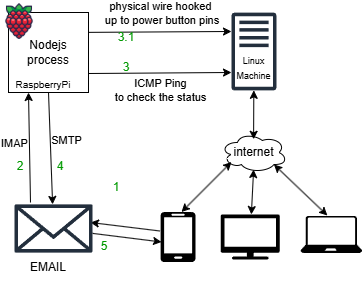 physical wire hooked
up to power button pins
3.1
Nodejs
process
RaspberryPi
3
ICMP Ping
to check the status
Linux
Machine
IMAP
SMTP
2
4
internet
1
5
EMAIL